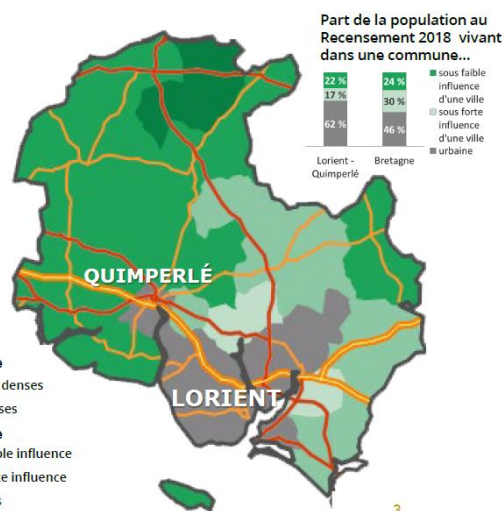 Part de la population au
Recensement 2018 vivant
dans une commune...
22 %
17 %
62 %
24 %
30 %
46 %
Lorient -
Quimperlé
Bretagne
sous faible
influence
d'une ville
sous forte
influence
d'une ville
urbaine
QUIMPERLÉ
LORIENT
denses
ses
ble influence
te influence
s
3